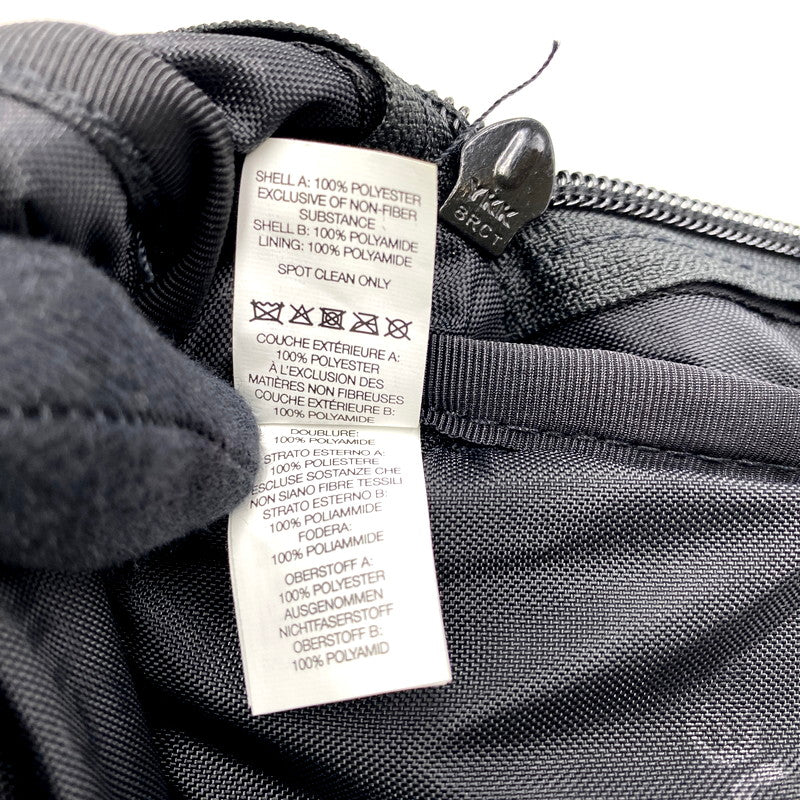 SHELL A: 100% POLYESTER
EXCLUSIVE OF NON-FIBER
SUBSTANCE
SHELL B: 100% POLYAMIDE
LINING: 100% POLYAMIDE
SPOT CLEAN ONLY
COUCHE EXTÉRIEURE A:
100% POLYESTER
À L'EXCLUSION DES
MATIÈRES NON FIBREUSES
COUCHE EXTÉRIEURE B:
100% POLYAMIDE
DOUBLURE:
100% POLYAMIDE
STRATO ESTERNO A:
100% POLIESTERE
ESCLUSE SOSTANZE CHE
NON SIANO FIBRE TESSILI
STRATO ESTERNO B:
100% POLIAMMIDE
FODERA:
100% POLIAMMIDE
OBERSTOFF A:
100% POLYESTER
AUSGENOMMEN
NICHTFASERSTOFF
OBERSTOFF B:
100% POLYAMID
YKK